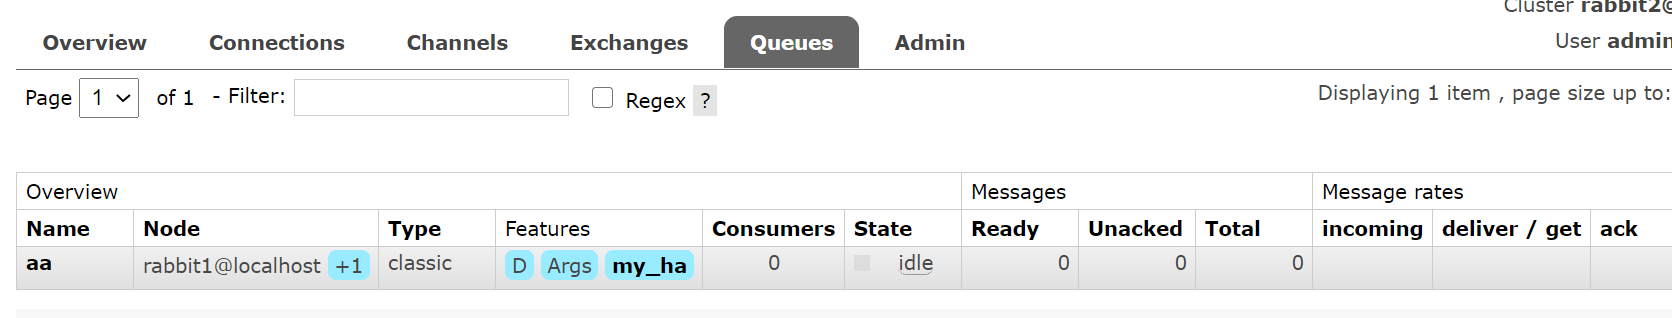 Cluster rabbit2@
Overview Connections Channels Exchanges Queues Admin
User admin
Page 1 of 1 - Filter: Regex ?
Displaying 1 item , page size up to:
Overview Messages Message rates
Name Node Type Features Consumers State Ready Unacked Total incoming deliver / get ack
aa rabbit1@localhost +1 classic D Args my_ha 0 idle 0 0 0